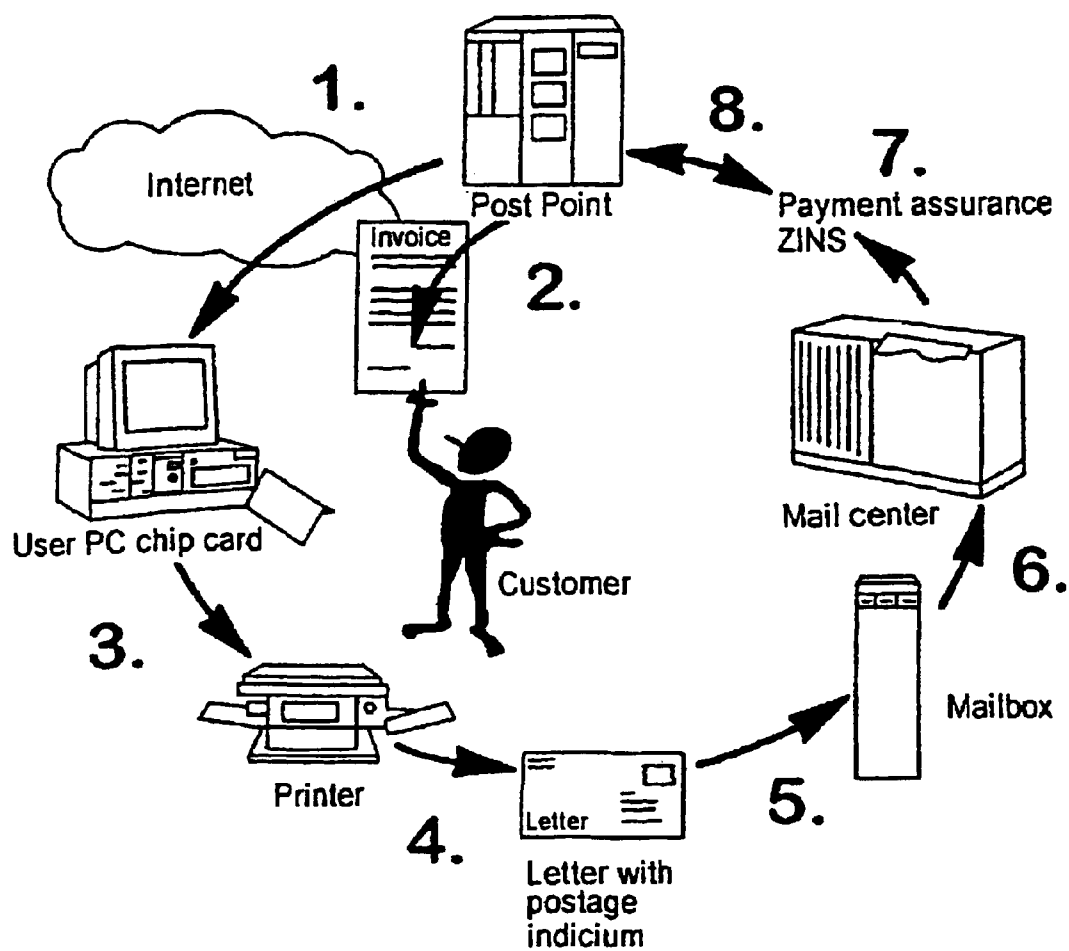 1.
Internet
Post Point
8.
7.
Payment assurance
ZINS
Invoice
2.
User PC chip card
Customer
Mail center
6.
3.
Printer
Mailbox
4.
Letter
5.
Letter with
postage
indicium